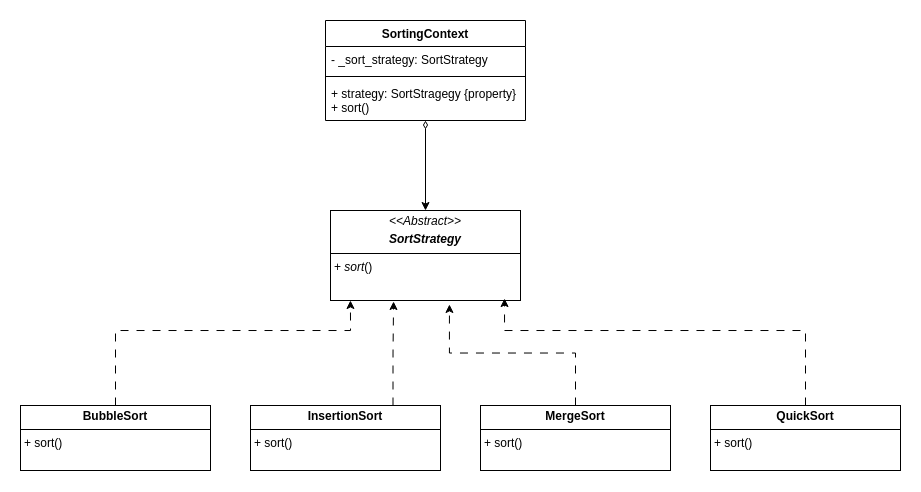 SortingContext
- _sort_strategy: SortStrategy
+ strategy: SortStragegy {property}
+ sort()
<<Abstract>>
SortStrategy
+ sort()
BubbleSort
+ sort()
InsertionSort
+ sort()
MergeSort
+ sort()
QuickSort
+ sort()